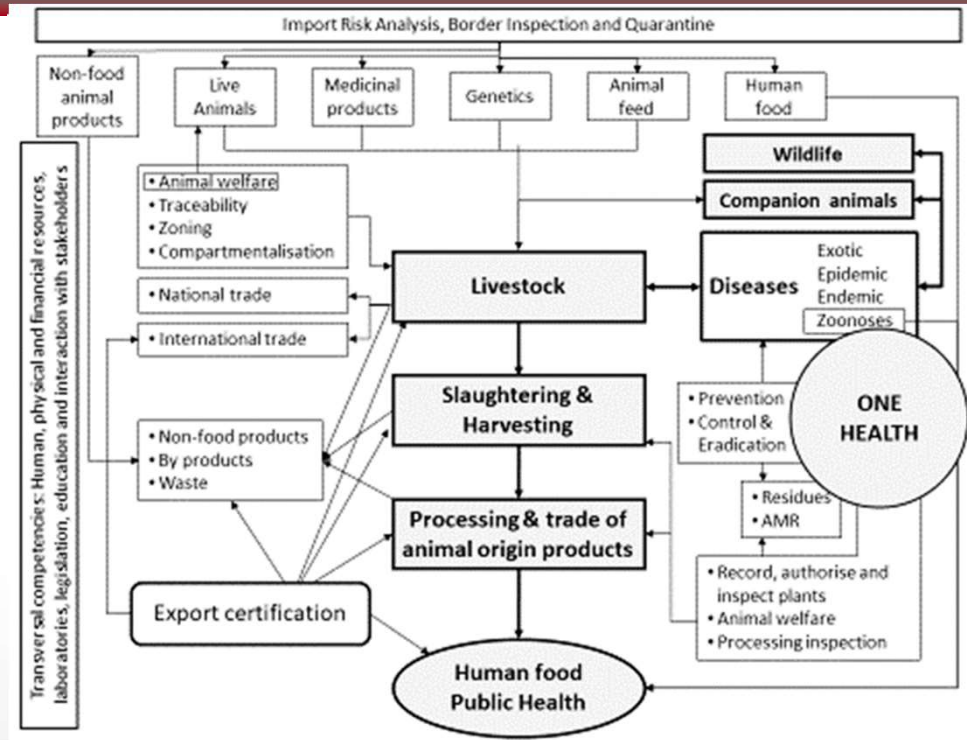 Import Risk Analysis, Border Inspection and Quarantine
Non-food
animal
products
Live
Animals
Medicinal
products
Genetics
Animal
feed
Human
food
Transversal competencies: Human, physical and financial resources,
laboratories, legislation, education and interaction with stakeholders
• Animal welfare
• Traceability
• Zoning
• Compartmentalisation
• National trade
• International trade
• Non-food products
• By products
• Waste
Export certification
Livestock
Slaughtering &
Harvesting
Processing & trade of
animal origin products
Human food
Public Health
Wildlife
Companion animals
Diseases
Exotic
Epidemic
Endemic
Zoonoses
• Prevention
• Control &
Eradication
ONE
HEALTH
• Residues
• AMR
• Record, authorise and
inspect plants
• Animal welfare
• Processing inspection